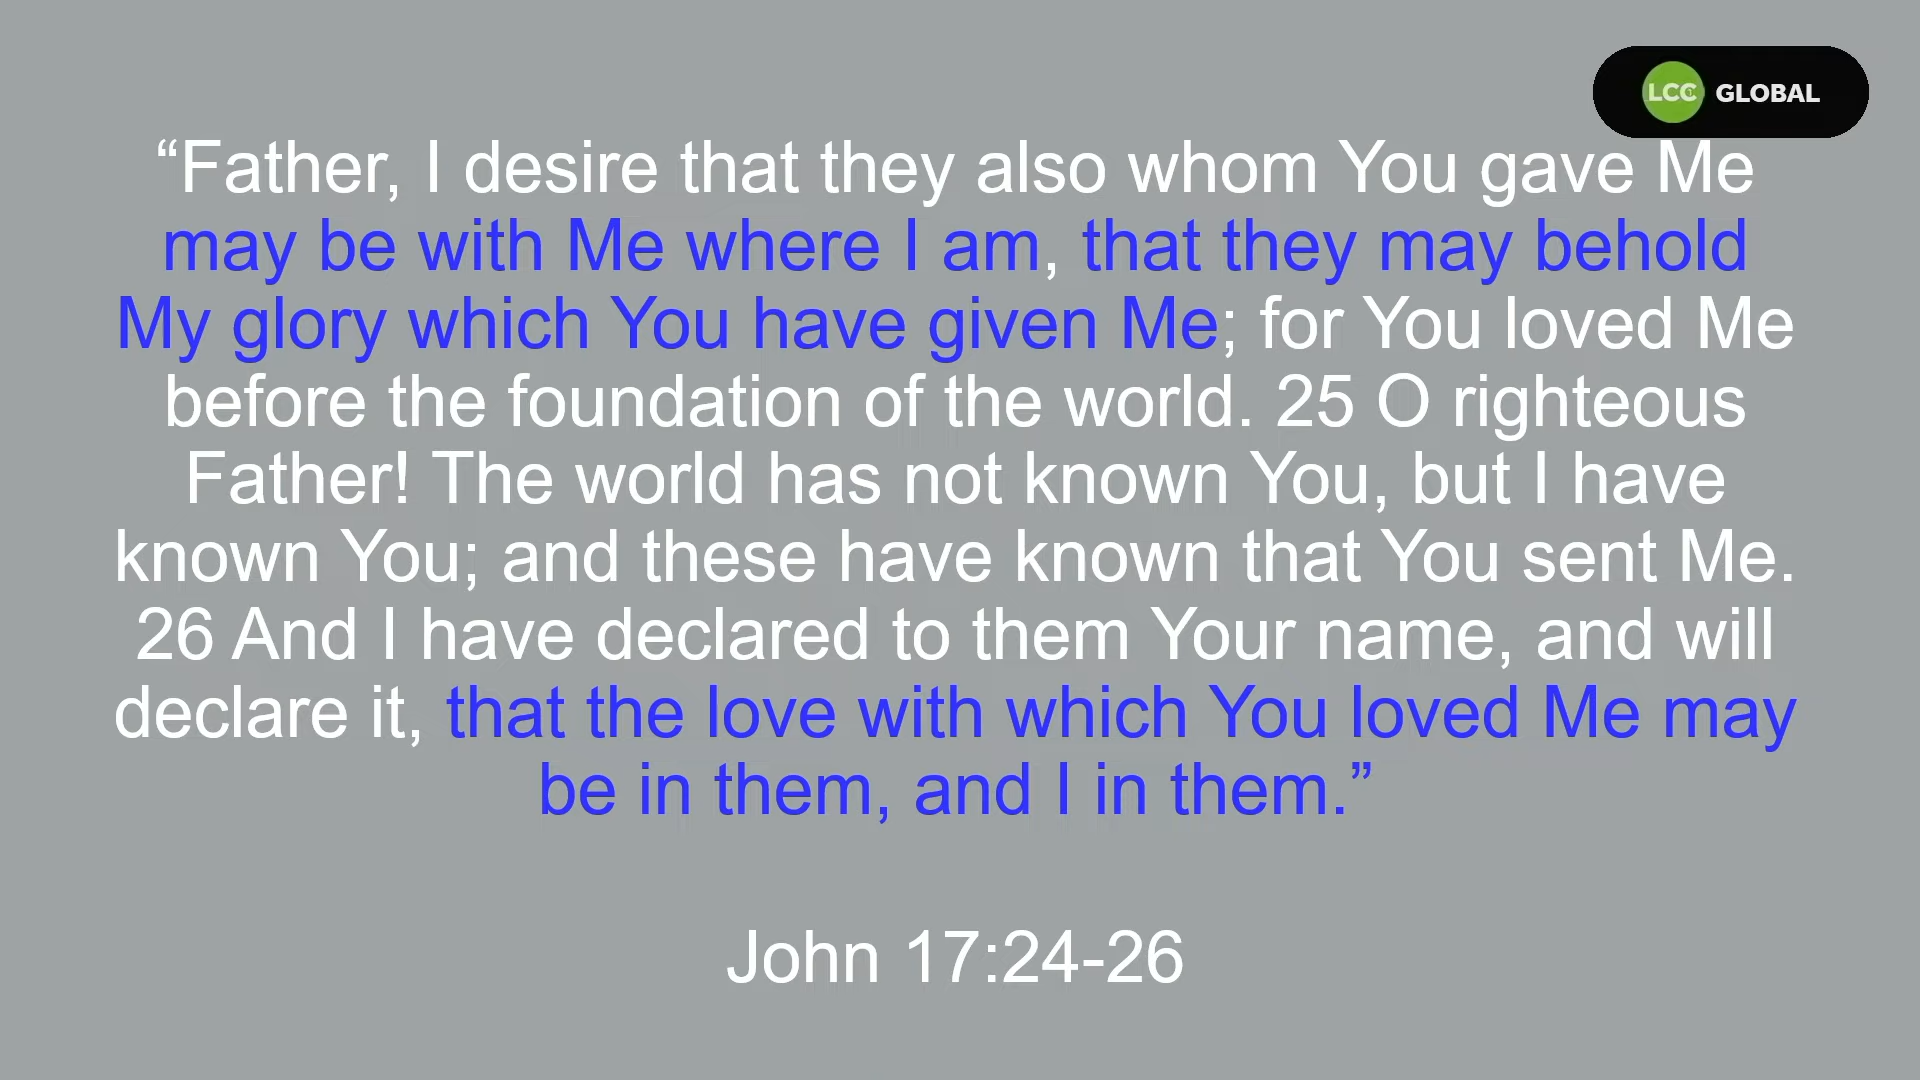 LCC GLOBAL
“Father, I desire that they also whom You gave Me
may be with Me where I am, that they may behold
My glory which You have given Me; for You loved Me
before the foundation of the world. 25 O righteous
Father! The world has not known You, but I have
known You; and these have known that You sent Me.
26 And I have declared to them Your name, and will
declare it, that the love with which You loved Me may
be in them, and I in them.”
John 17:24-26